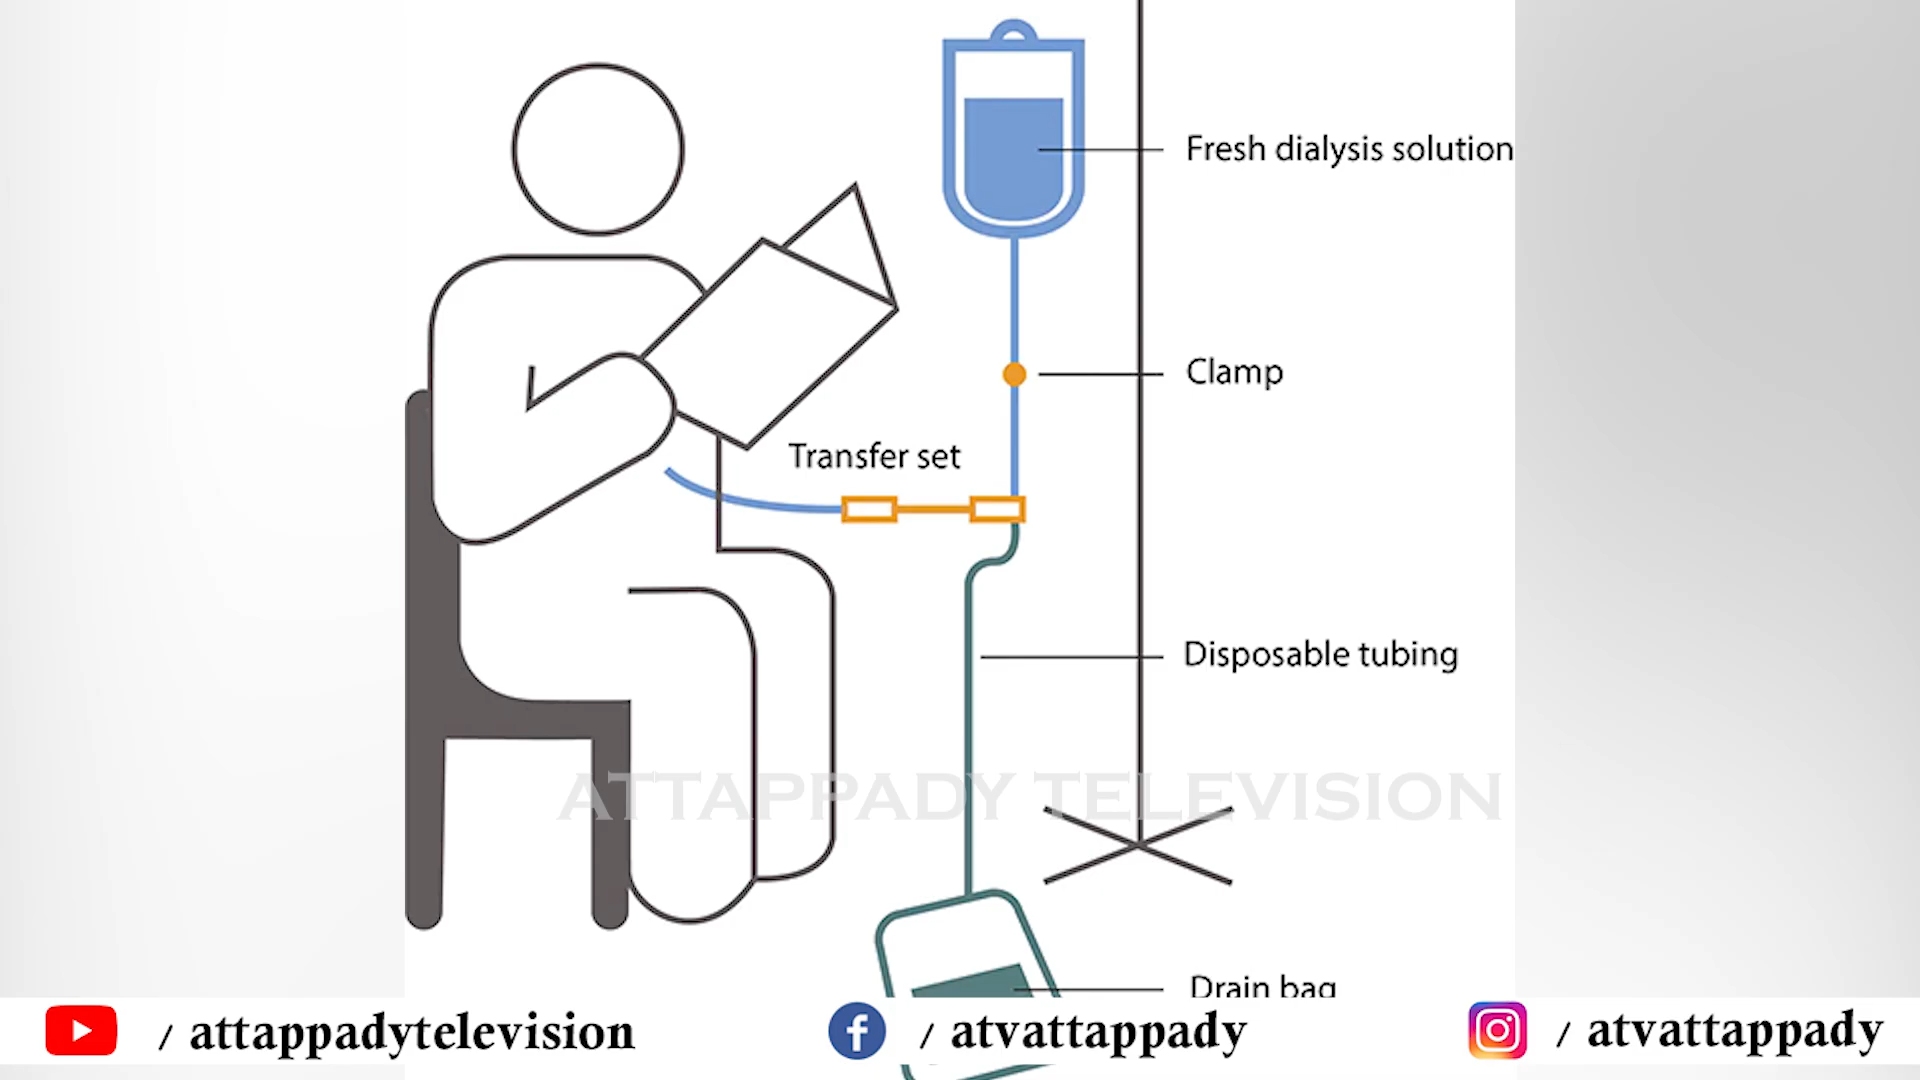 Fresh dialysis solution
Clamp
Transfer set
Disposable tubing
ATTAPPADY TELEVISION
Drain bag
/ attappadytelevision
/ atvattappady
/ atvattappady